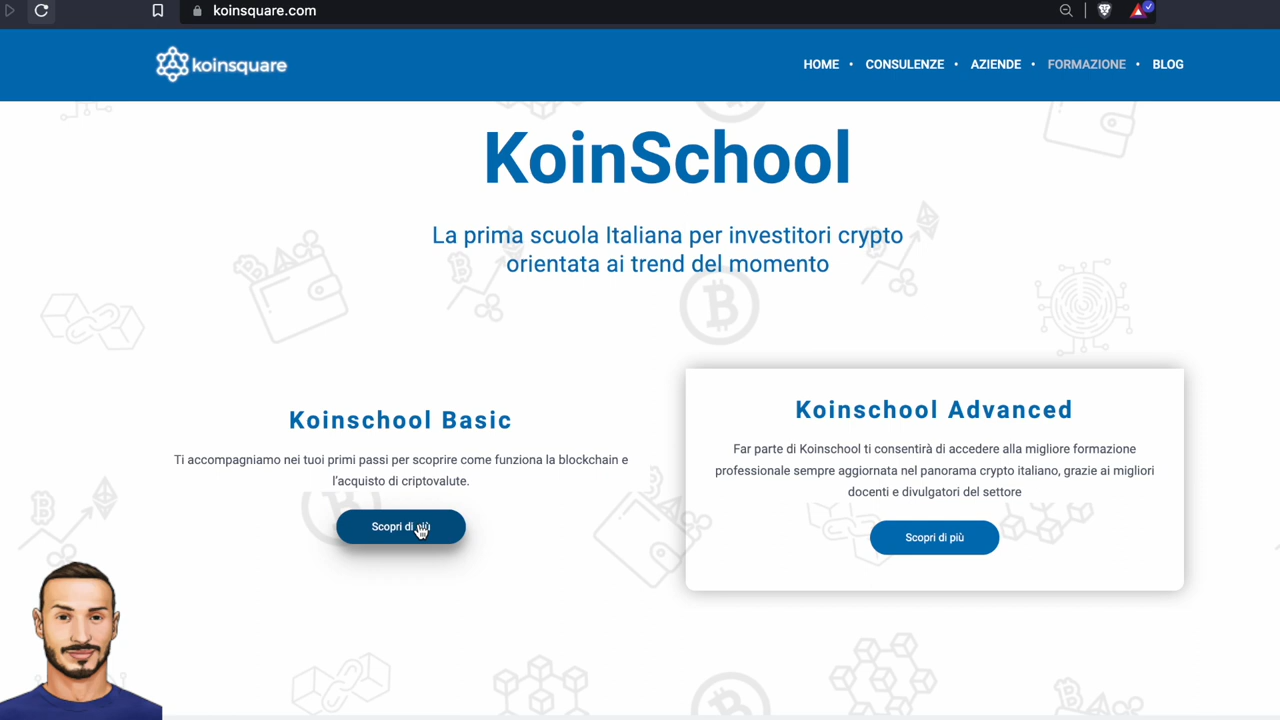 koinsquare.com
koinsquare
HOME • CONSULENZE • AZIENDE • FORMAZIONE • BLOG
KoinSchool
La prima scuola Italiana per investitori crypto
orientata ai trend del momento
Koinschool Basic
Ti accompagniamo nei tuoi primi passi per scoprire come funziona la blockchain e
l'acquisto di criptovalute.
Scopri di più
Koinschool Advanced
Far parte di Koinschool ti consentirà di accedere alla migliore formazione
professionale sempre aggiornata nel panorama crypto italiano, grazie ai migliori
docenti e divulgatori del settore
Scopri di più